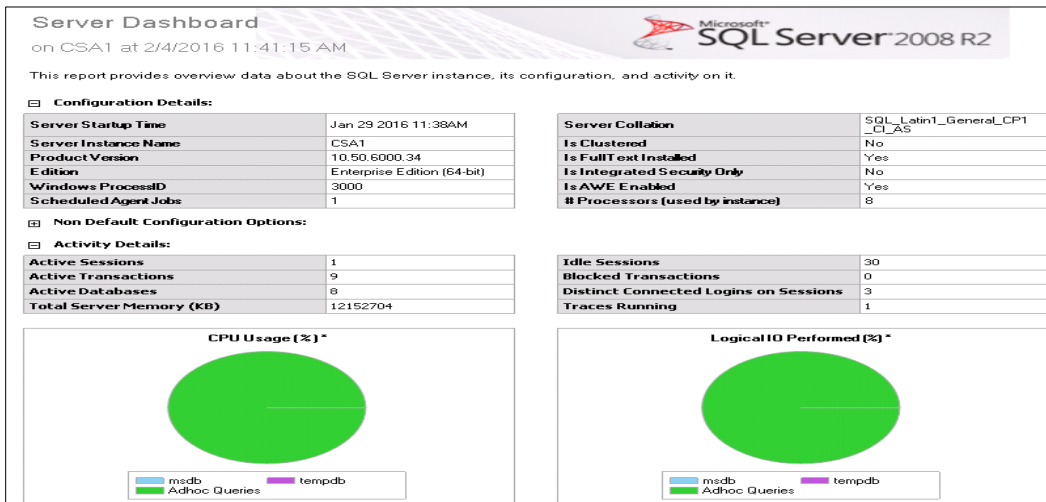 Server Dashboard
on CSA1 at 2/4/2016 11:41:15 AM
Microsoft®
SQL Server® 2008 R2
This report provides overview data about the SQL Server instance, its configuration, and activity on it.
Configuration Details:
Server Startup Time Jan 29 2016 11:38AM
Server Instance Name CSA1
Product Version 10.50.6000.34
Edition Enterprise Edition (64-bit)
Windows ProcessID 3000
Scheduled Agent Jobs 1
Server Collation SQL_Latin1_General_CP1
_CI_AS
Is Clustered No
Is FullText Installed Yes
Is Integrated Security Only No
Is AWE Enabled Yes
# Processors (used by instance) 8
Non Default Configuration Options:
Activity Details:
Active Sessions 1
Active Transactions 9
Active Databases 8
Total Server Memory (KB) 12152704
Idle Sessions 30
Blocked Transactions 0
Distinct Connected Logins on Sessions 3
Traces Running 1
CPU Usage (%) *
msdb tempdb
Adhoc Queries
Logical IO Performed (%) *
msdb tempdb
Adhoc Queries